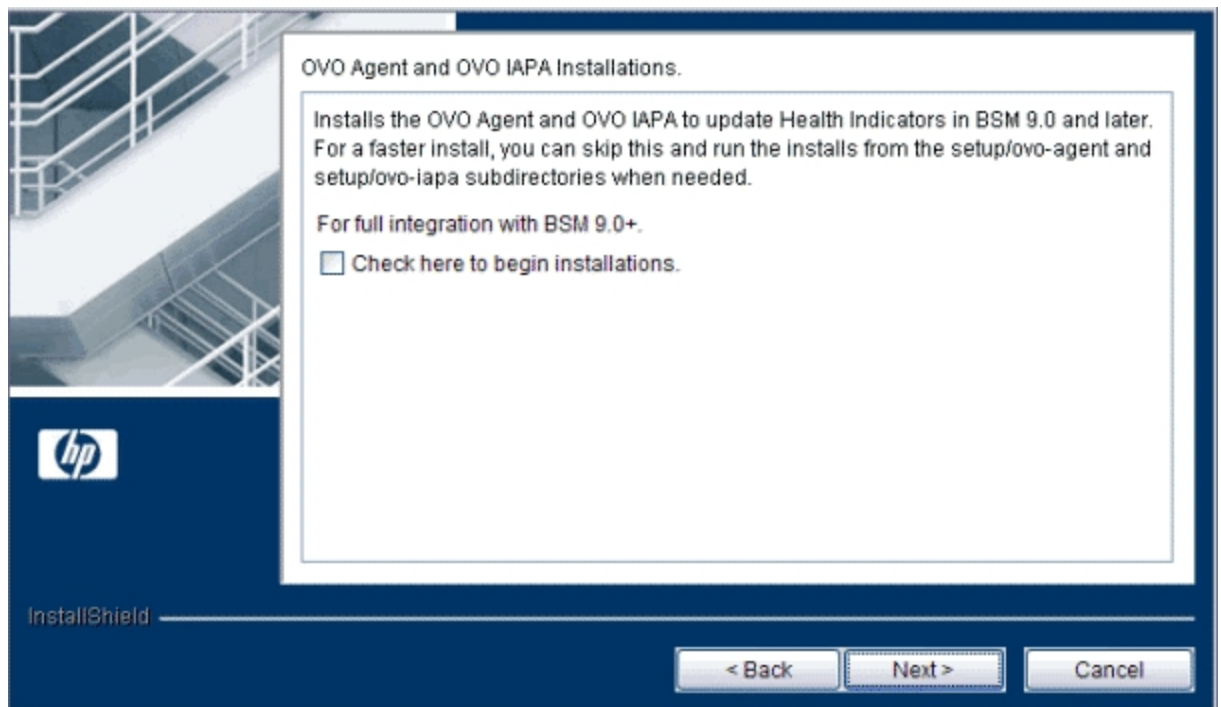 OVO Agent and OVO IAPA Installations.
Installs the OVO Agent and OVO IAPA to update Health Indicators in BSM 9.0 and later.
For a faster install, you can skip this and run the installs from the setup/ovo-agent and
setup/ovo-iapa subdirectories when needed.
For full integration with BSM 9.0+.
Check here to begin installations.
hp
InstallShield
< Back
Next >
Cancel